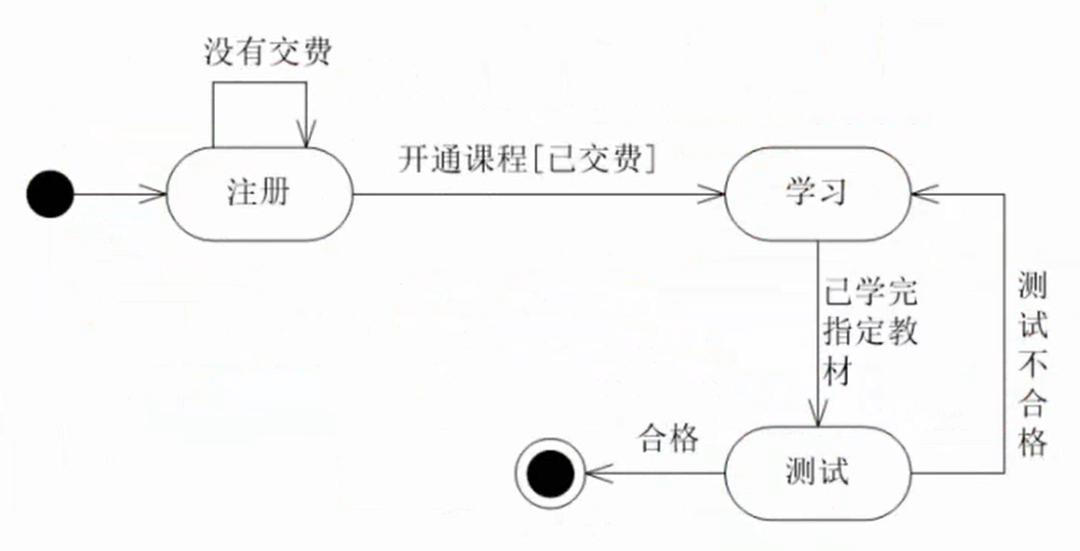 没有交费
开通课程[已交费]
注册
学习
已学完
指定教
材
测
试
不
合
格
合格
测试